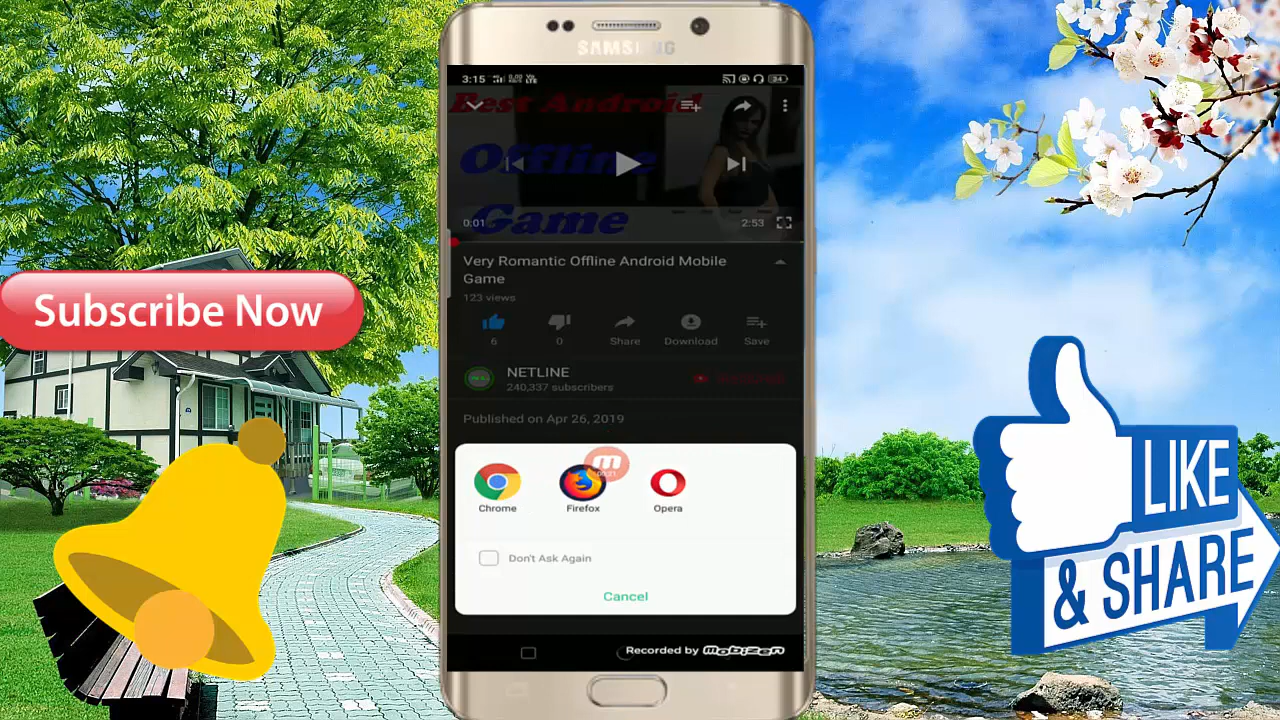 SAMSUNG
3:15
34
Best Android
Offline
Game
0:01
2:53
Very Romantic Offline Android Mobile
Game
123 views
6
0
Share
Download
Save
NETLINE
240,337 subscribers
Published on Apr 26, 2019
Chrome
Firefox
Opera
Don't Ask Again
Cancel
Recorded by mobizen
Subscribe Now
LIKE
& SHARE